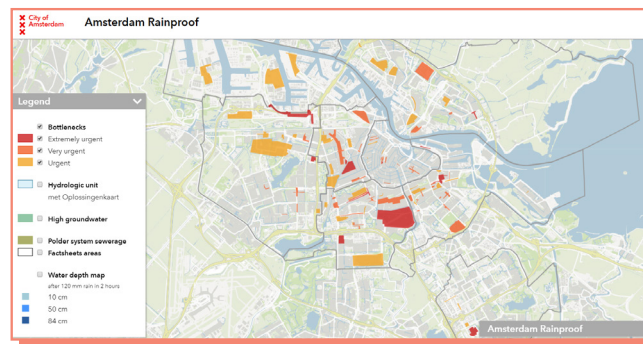 City of
Amsterdam
Amsterdam Rainproof
Legend
Bottlenecks
Extremely urgent
Very urgent
Urgent
Hydrologic unit
met Oplossingenkaart
High groundwater
Polder system sewerage
Factsheets areas
Water depth map
after 120 mm rain in 2 hours
10 cm
50 cm
84 cm
Amsterdam Rainproof